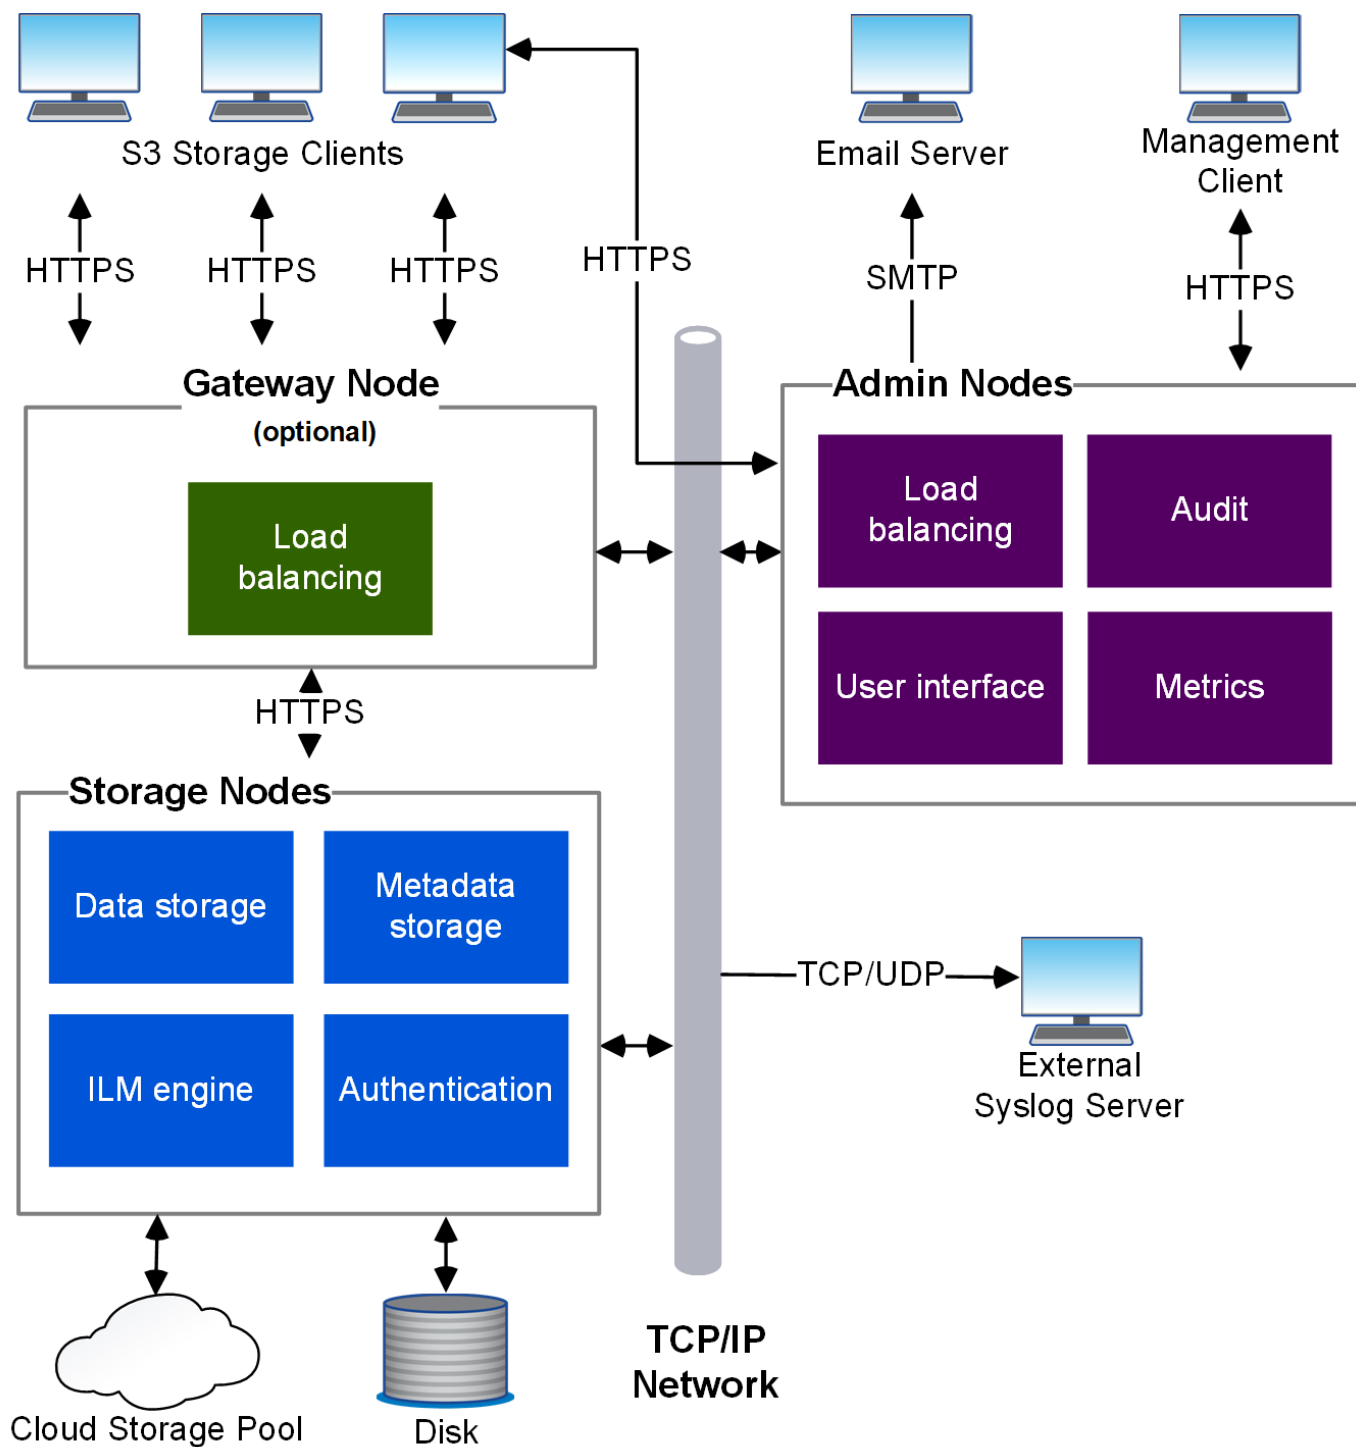 S3 Storage Clients
Email Server
Management
Client
HTTPS
HTTPS
HTTPS
HTTPS
SMTP
HTTPS
Gateway Node
(optional)
Load
balancing
Admin Nodes
Load
balancing
Audit
User interface
Metrics
HTTPS
Storage Nodes
Data storage
Metadata
storage
ILM engine
Authentication
TCP/UDP
External
Syslog Server
TCP/IP
Network
Cloud Storage Pool
Disk